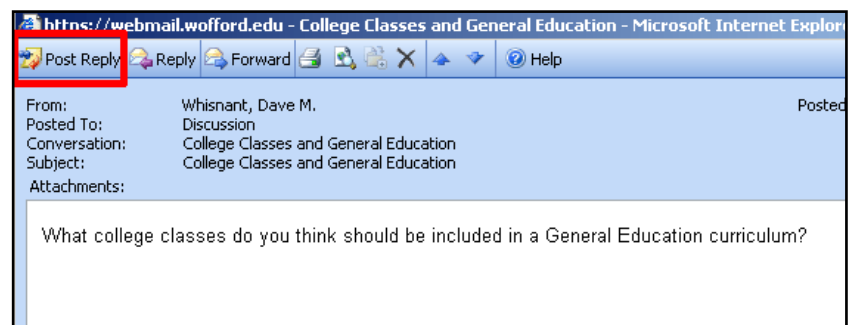 https://webmail.wofford.edu - College Classes and General Education - Microsoft Internet Explor
Post Reply Reply Forward Help
From: Whisnant, Dave M. Posted
Posted To: Discussion
Conversation: College Classes and General Education
Subject: College Classes and General Education
Attachments:
What college classes do you think should be included in a General Education curriculum?